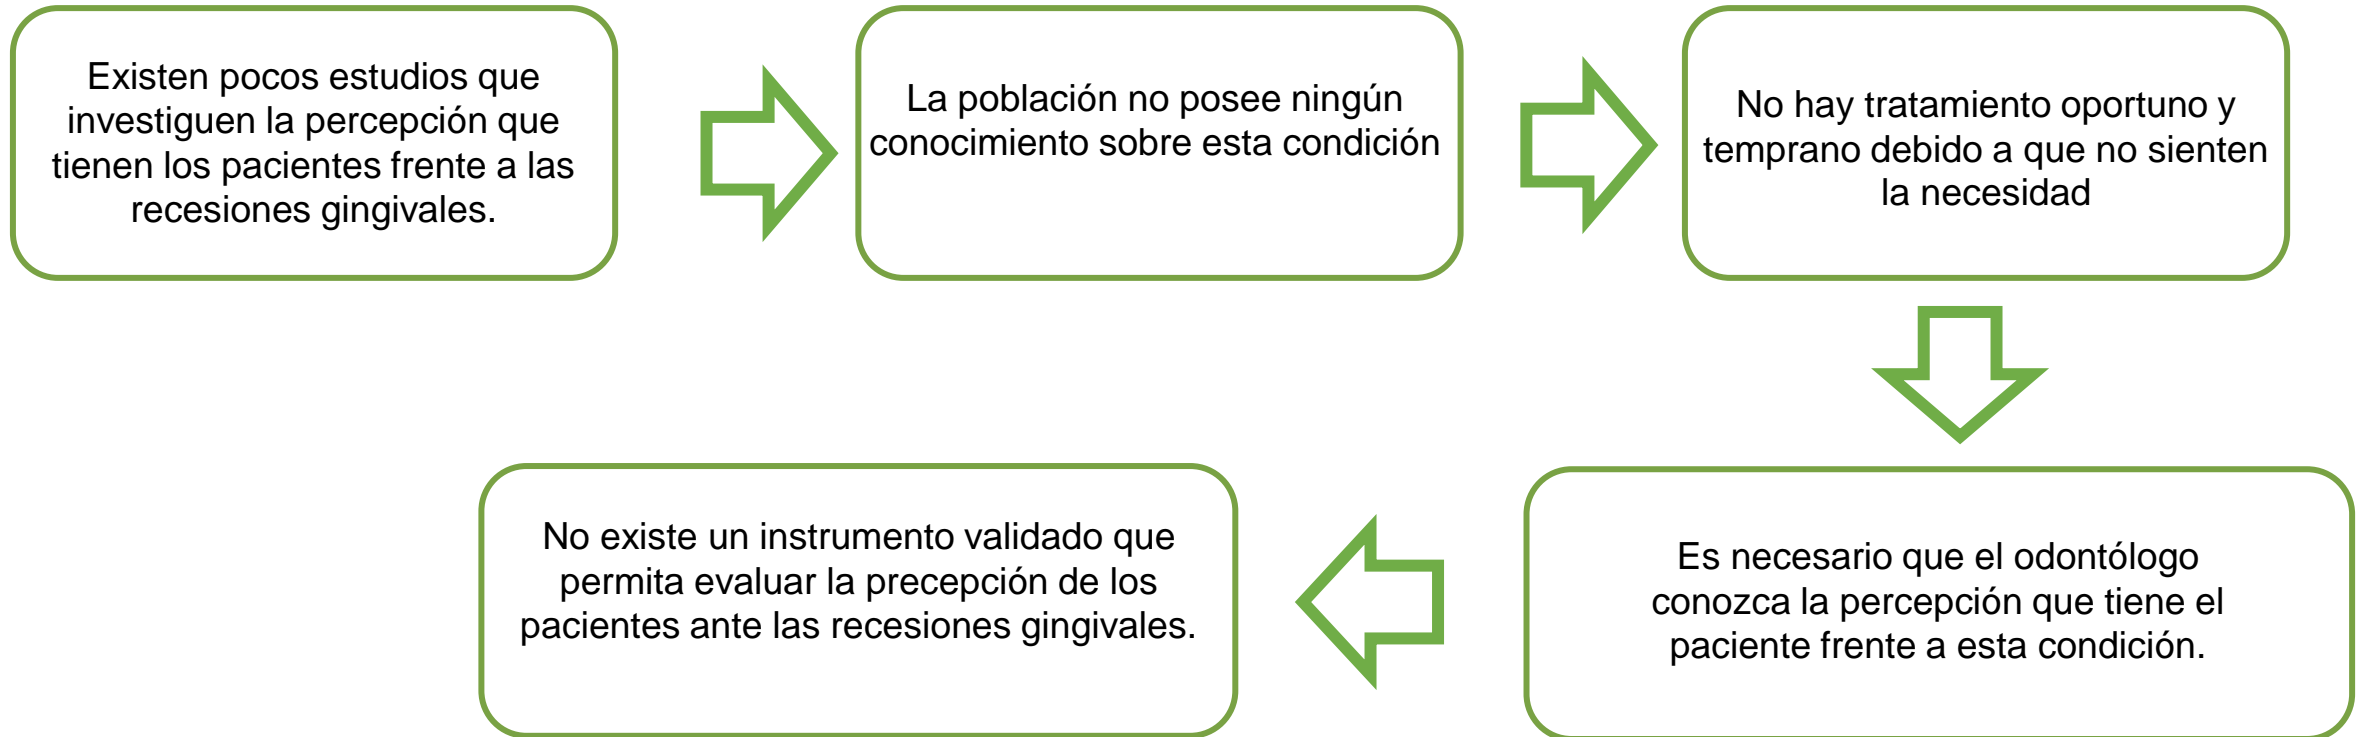 Existen pocos estudios que
investiguen la percepción que
tienen los pacientes frente a las
recesiones gingivales.
La población no posee ningún
conocimiento sobre esta condición
No hay tratamiento oportuno y
temprano debido a que no sienten
la necesidad
Es necesario que el odontólogo
conozca la percepción que tiene el
paciente frente a esta condición.
No existe un instrumento validado que
permita evaluar la precepción de los
pacientes ante las recesiones gingivales.